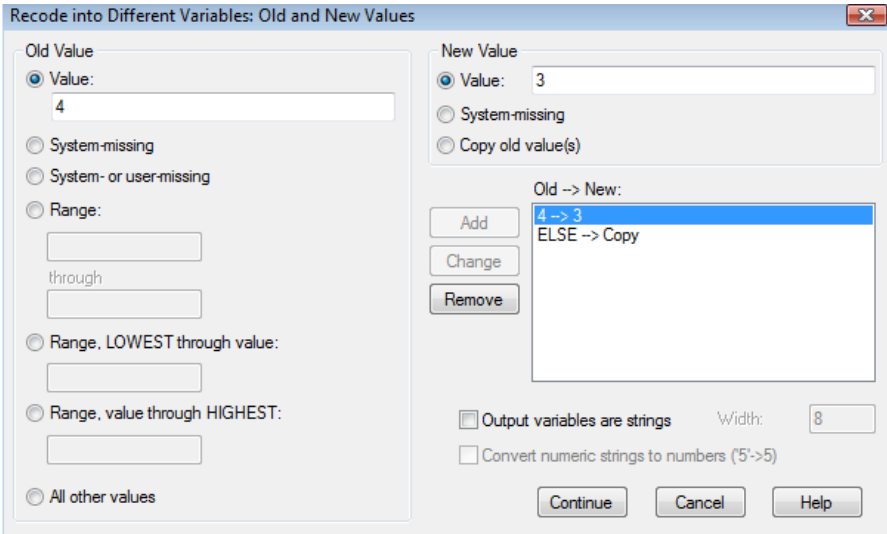 Recode into Different Variables: Old and New Values
Old Value
Value:
4
System-missing
System- or user-missing
Range:
through
Range, LOWEST through value:
Range, value through HIGHEST:
All other values
New Value
Value: 3
System-missing
Copy old value(s)
Old --> New:
Add
Change
Remove
4 --> 3
ELSE --> Copy
Output variables are strings Width: 8
Convert numeric strings to numbers ('5'->5)
Continue Cancel Help